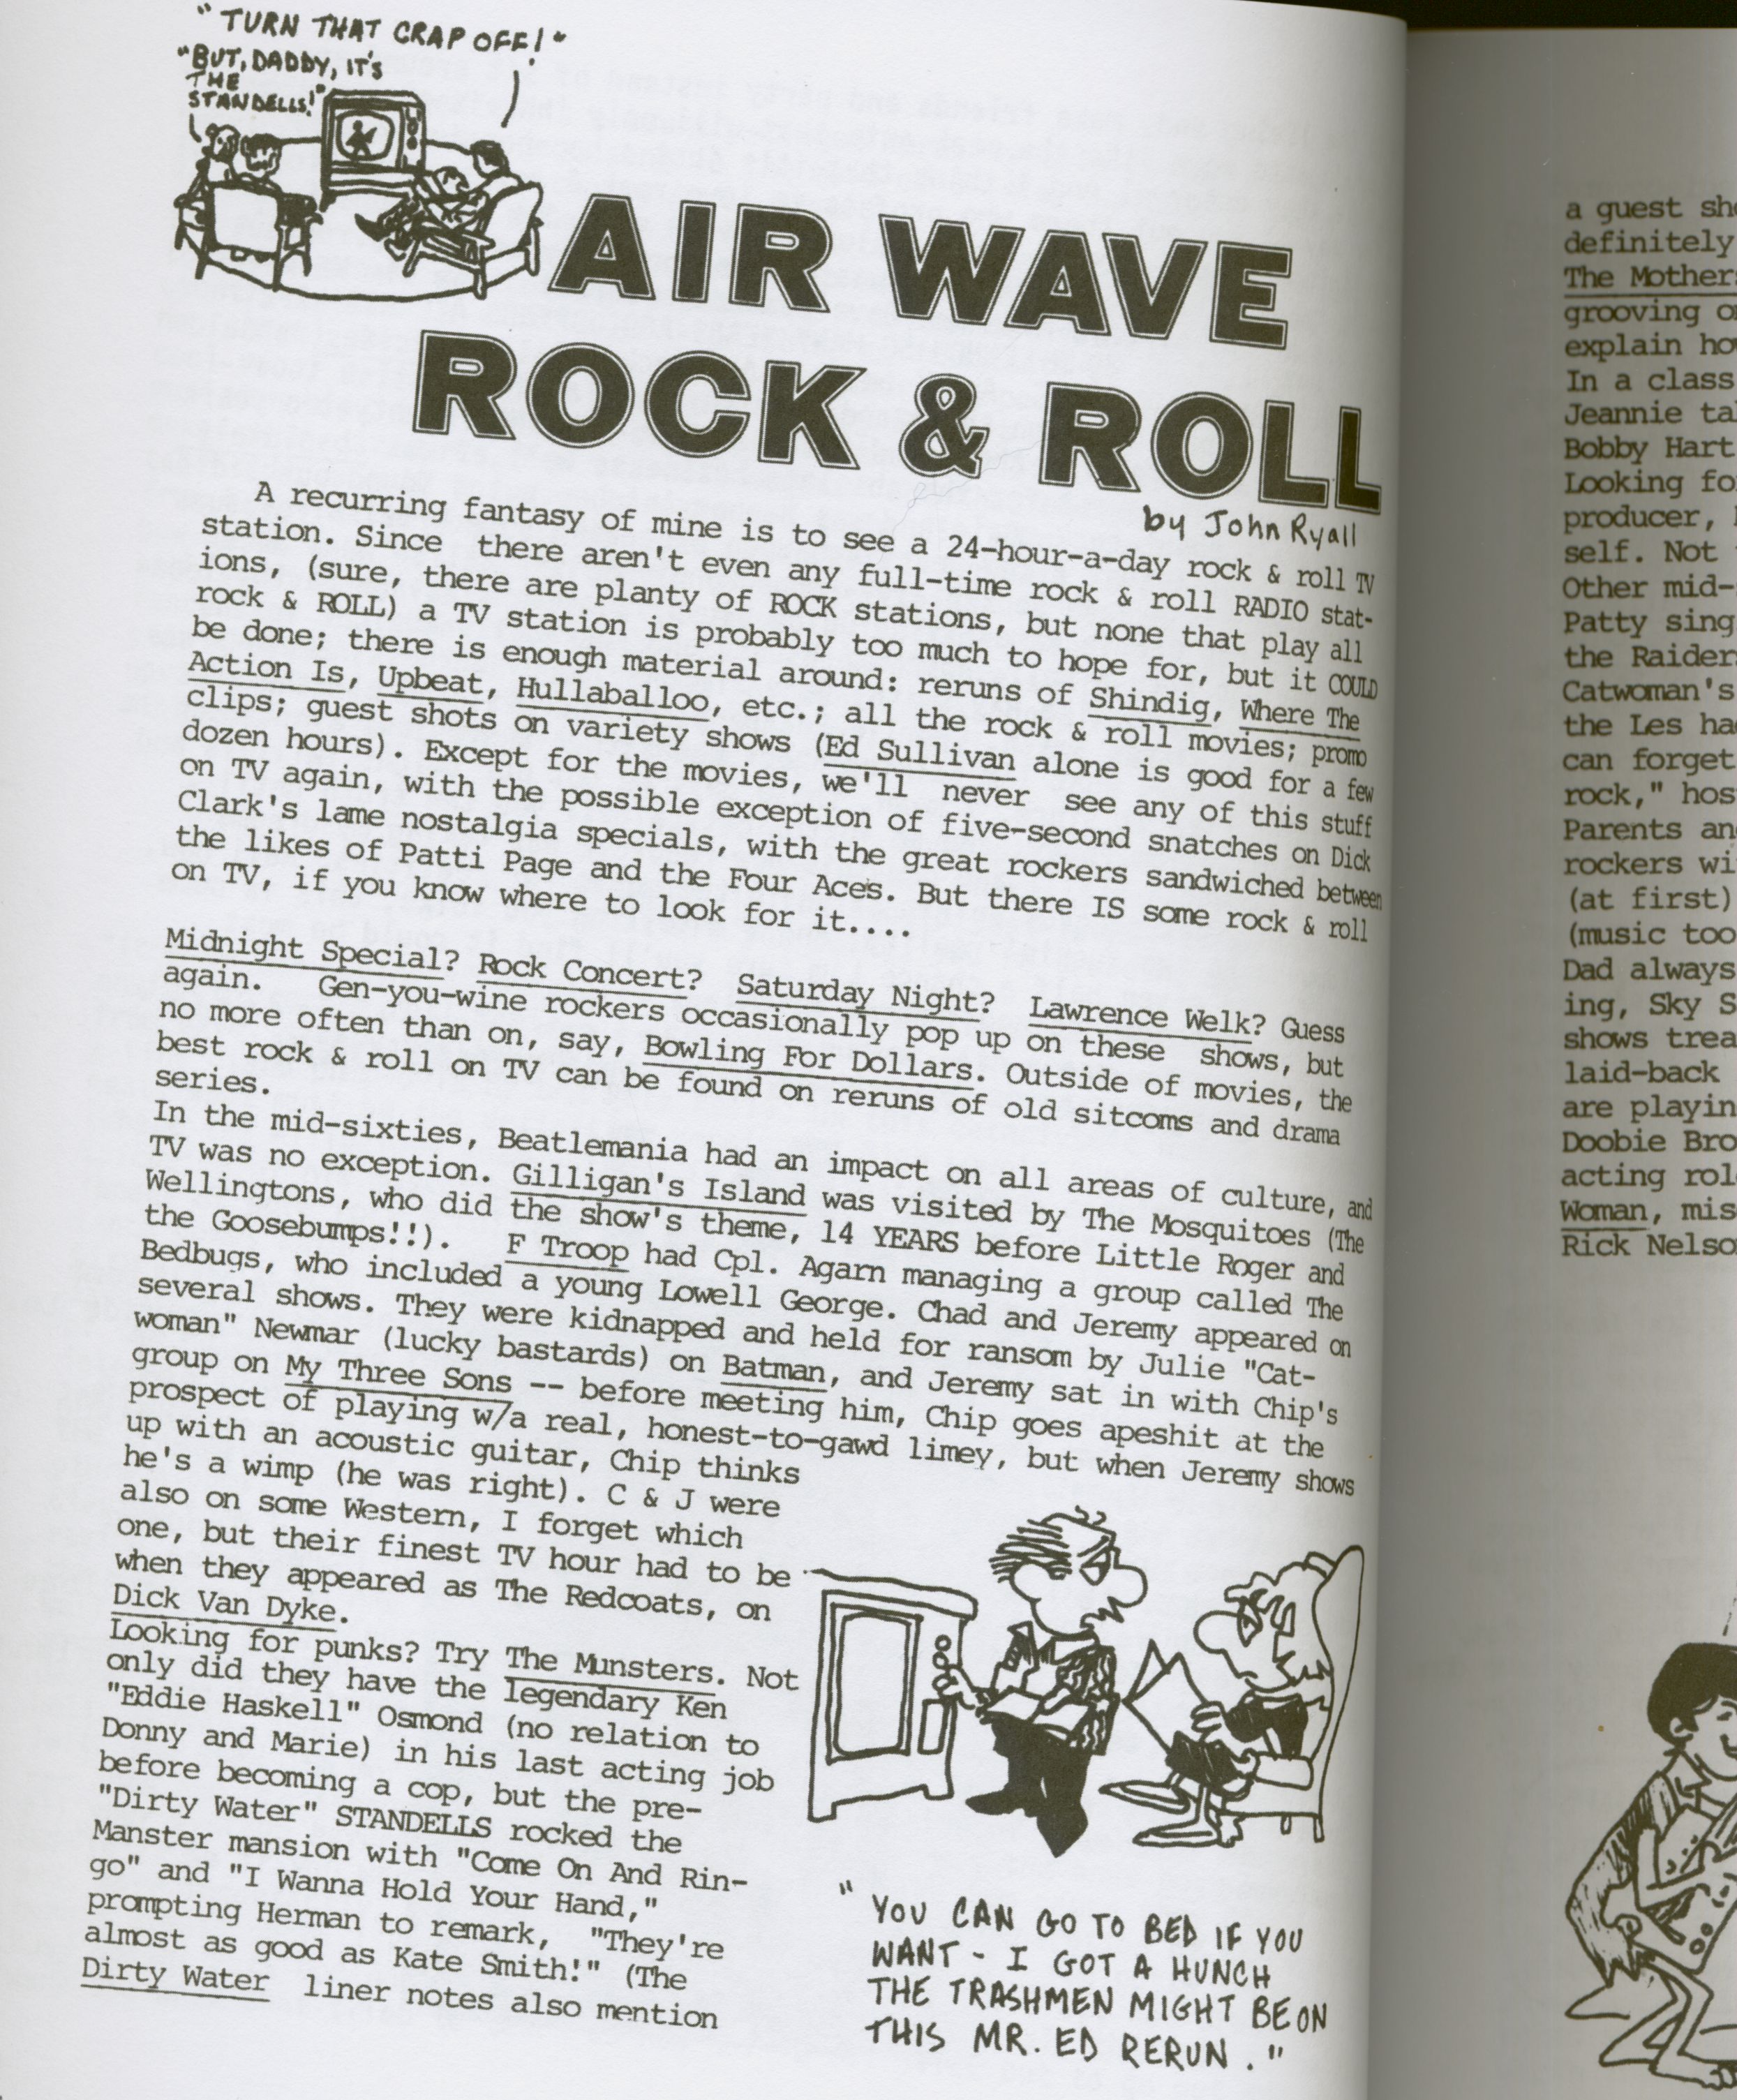 "TURN THAT CRAP OFF!"
"BUT, DADDY, IT'S
THE
STANDELLS!"
AIR WAVE
ROCK & ROLL
by John Ryall
A recurring fantasy of mine is to see a 24-hour-a-day rock & roll TV
station. Since there aren't even any full-time rock & roll RADIO stat-
ions, (sure, there are planty of ROCK stations, but none that play all
rock & ROLL) a TV station is probably too much to hope for, but it COULD
be done; there is enough material around: reruns of Shindig, Where The
Action Is, Upbeat, Hullaballoo, etc.; all the rock & roll movies; promo
clips; guest shots on variety shows (Ed Sullivan alone is good for a few
dozen hours). Except for the movies, we'll never see any of this stuff
on TV again, with the possible exception of five-second snatches on Dick
Clark's lame nostalgia specials, with the great rockers sandwiched between
the likes of Patti Page and the Four Aces. But there IS some rock & roll
on TV, if you know where to look for it....
Midnight Special? Rock Concert? Saturday Night? Lawrence Welk? Guess
again. Gen-you-wine rockers occasionally pop up on these shows, but
no more often than on, say, Bowling For Dollars. Outside of movies, the
best rock & roll on TV can be found on reruns of old sitcoms and drama
series.
In the mid-sixties, Beatlemania had an impact on all areas of culture, and
TV was no exception. Gilligan's Island was visited by The Mosquitoes (The
Wellingtons, who did the show's theme, 14 YEARS before Little Roger and
the Goosebumps!!). F Troop had Cpl. Agarn managing a group called The
Bedbugs, who included a young Lowell George. Chad and Jeremy appeared on
several shows. They were kidnapped and held for ransom by Julie "Cat-
woman" Newmar (lucky bastards) on Batman, and Jeremy sat in with Chip's
group on My Three Sons -- before meeting him, Chip goes apeshit at the
prospect of playing w/a real, honest-to-gawd limey, but when Jeremy shows
up with an acoustic guitar, Chip thinks
he's a wimp (he was right). C & J were
also on some Western, I forget which
one, but their finest TV hour had to be
when they appeared as The Redcoats, on
Dick Van Dyke.
Looking for punks? Try The Munsters. Not
only did they have the legendary Ken
"Eddie Haskell" Osmond (no relation to
Donny and Marie) in his last acting job
before becoming a cop, but the pre-
"Dirty Water" STANDELLS rocked the
Manster mansion with "Come On And Rin-
go" and "I Wanna Hold Your Hand,"
prompting Herman to remark, "They're
almost as good as Kate Smith!" (The
Dirty Water liner notes also mention
"YOU CAN GO TO BED IF YOU
WANT - I GOT A HUNCH
THE TRASHMEN MIGHT BE ON
THIS MR. ED RERUN."
a guest
definitely
The
grooving
explain
In a class
Jeannie
Bobby Hart
Looking
producer,
self. Not
Other mid-
Patty sing
the
Catwoman's
the Les
can forget
rock,"
Parents
rockers
(at first)
(music too
Dad always
ing, Sky
shows
laid-back
are
Doobie
acting
Woman,
Rick